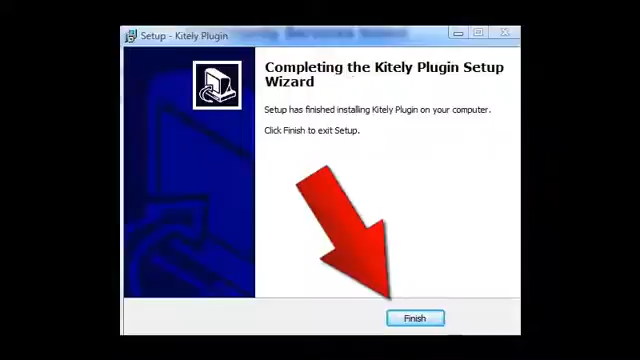 Setup - Kitely Plugin
Completing the Kitely Plugin Setup
Wizard
Setup has finished installing Kitely Plugin on your computer.
Click Finish to exit Setup.
Finish